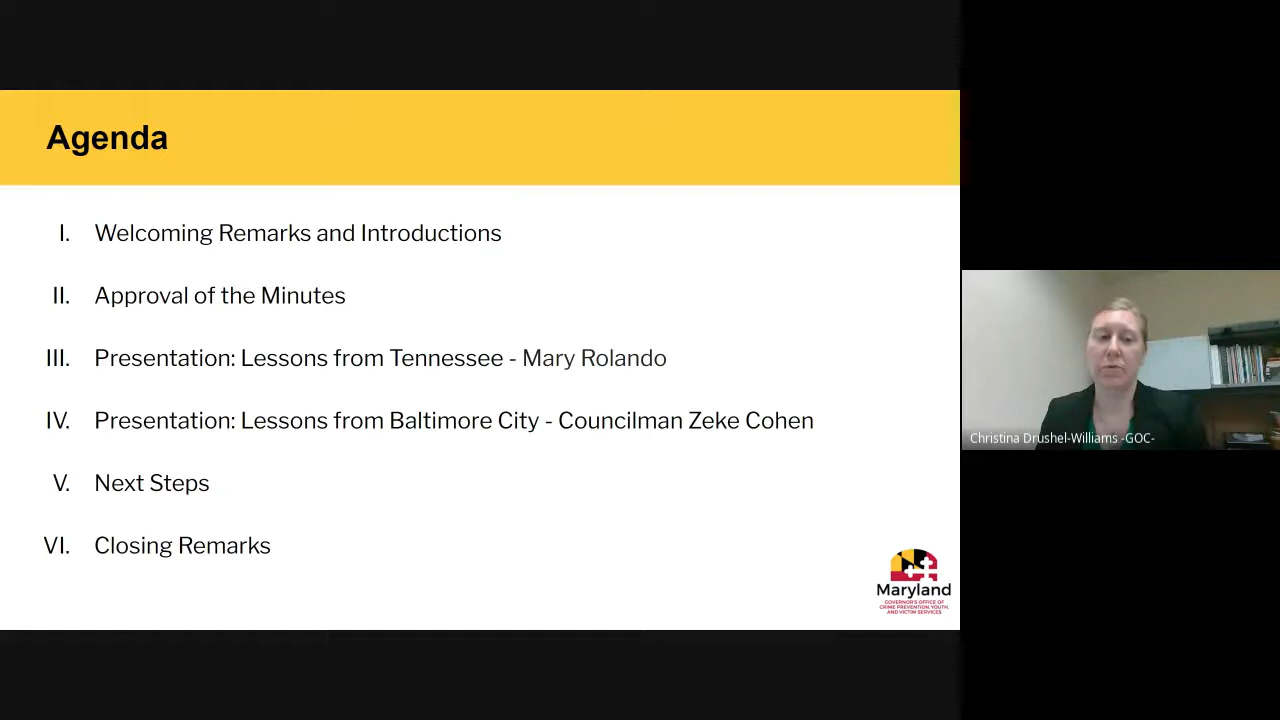 Agenda
I. Welcoming Remarks and Introductions
II. Approval of the Minutes
III. Presentation: Lessons from Tennessee - Mary Rolando
IV. Presentation: Lessons from Baltimore City - Councilman Zeke Cohen
V. Next Steps
VI. Closing Remarks
Maryland
GOVERNOR'S OFFICE OF
CRIME PREVENTION, YOUTH,
AND VICTIM SERVICES
Christina Drushel-Williams -GOC-